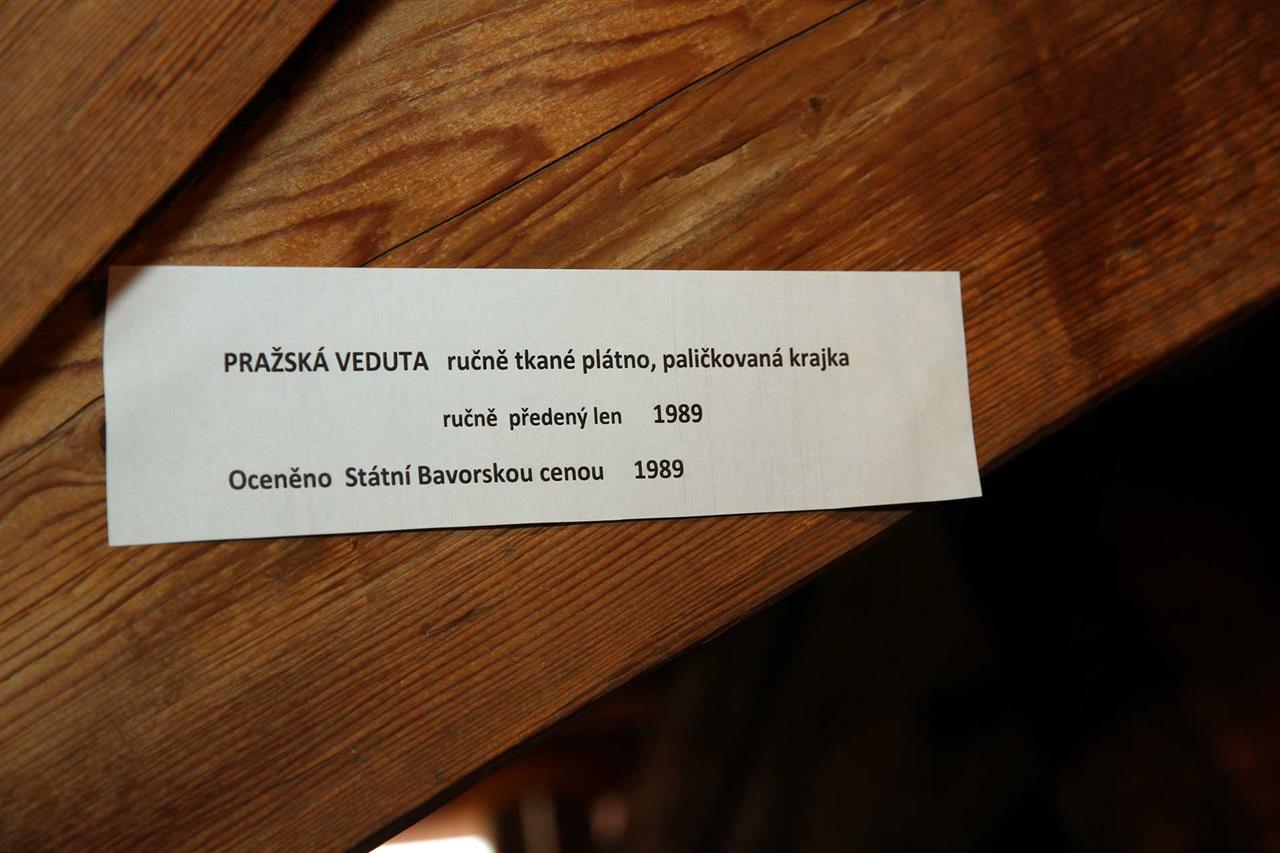 PRAŽSKÁ VEDUTA ručně tkané plátno, paličkovaná krajka
ručně předený len 1989
Oceněno Státní Bavorskou cenou 1989